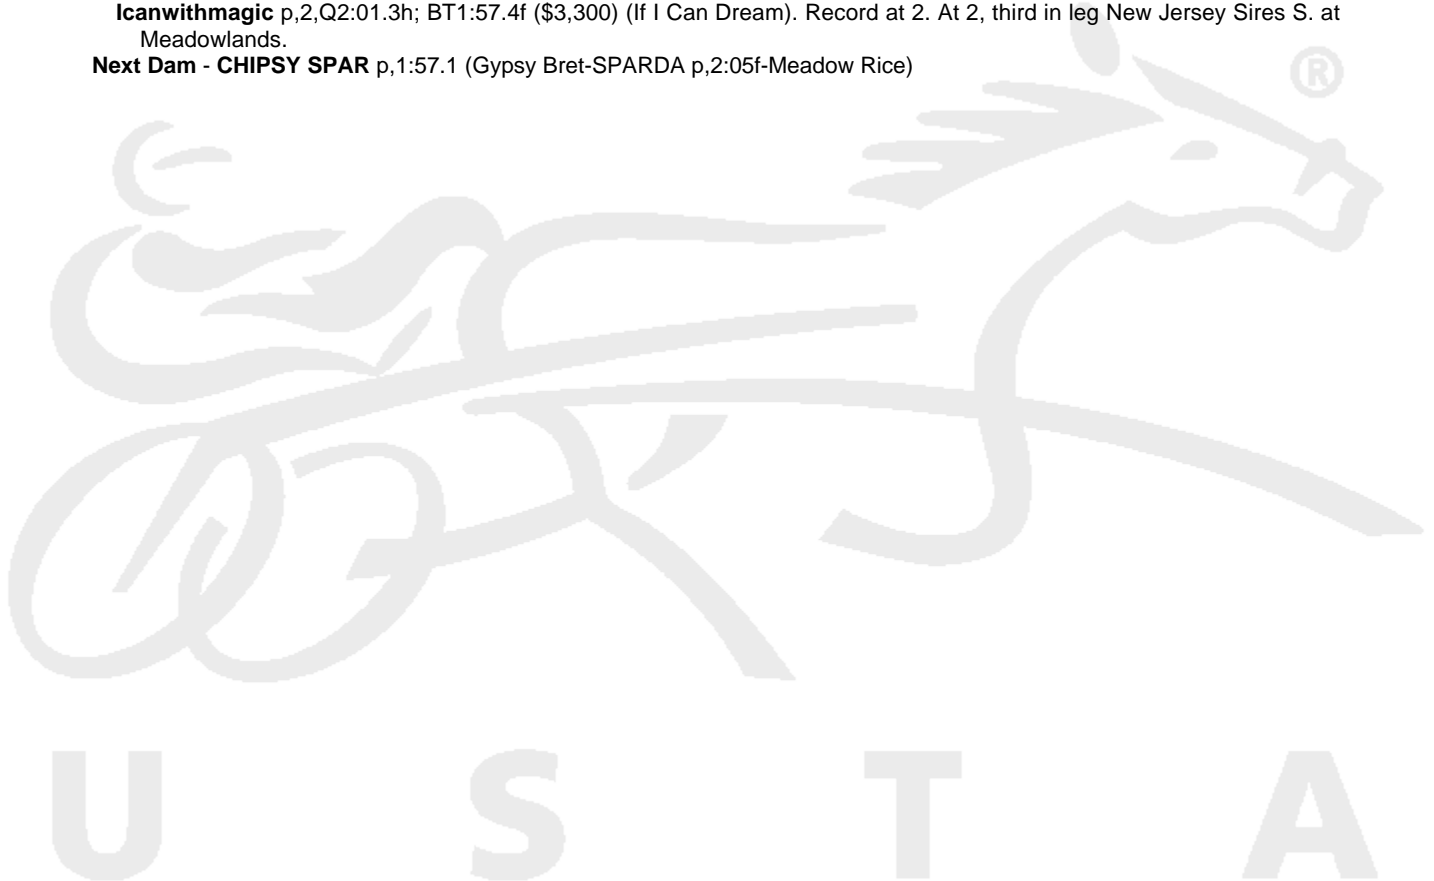 Icanwithmagic p,2,Q2:01.3h; BT1:57.4f ($3,300) (If I Can Dream). Record at 2. At 2, third in leg New Jersey Sires S. at
Meadowlands.
Next Dam - CHIPSY SPAR p,1:57.1 (Gypsy Bret-SPARDA p,2:05f-Meadow Rice)
®
U S T A